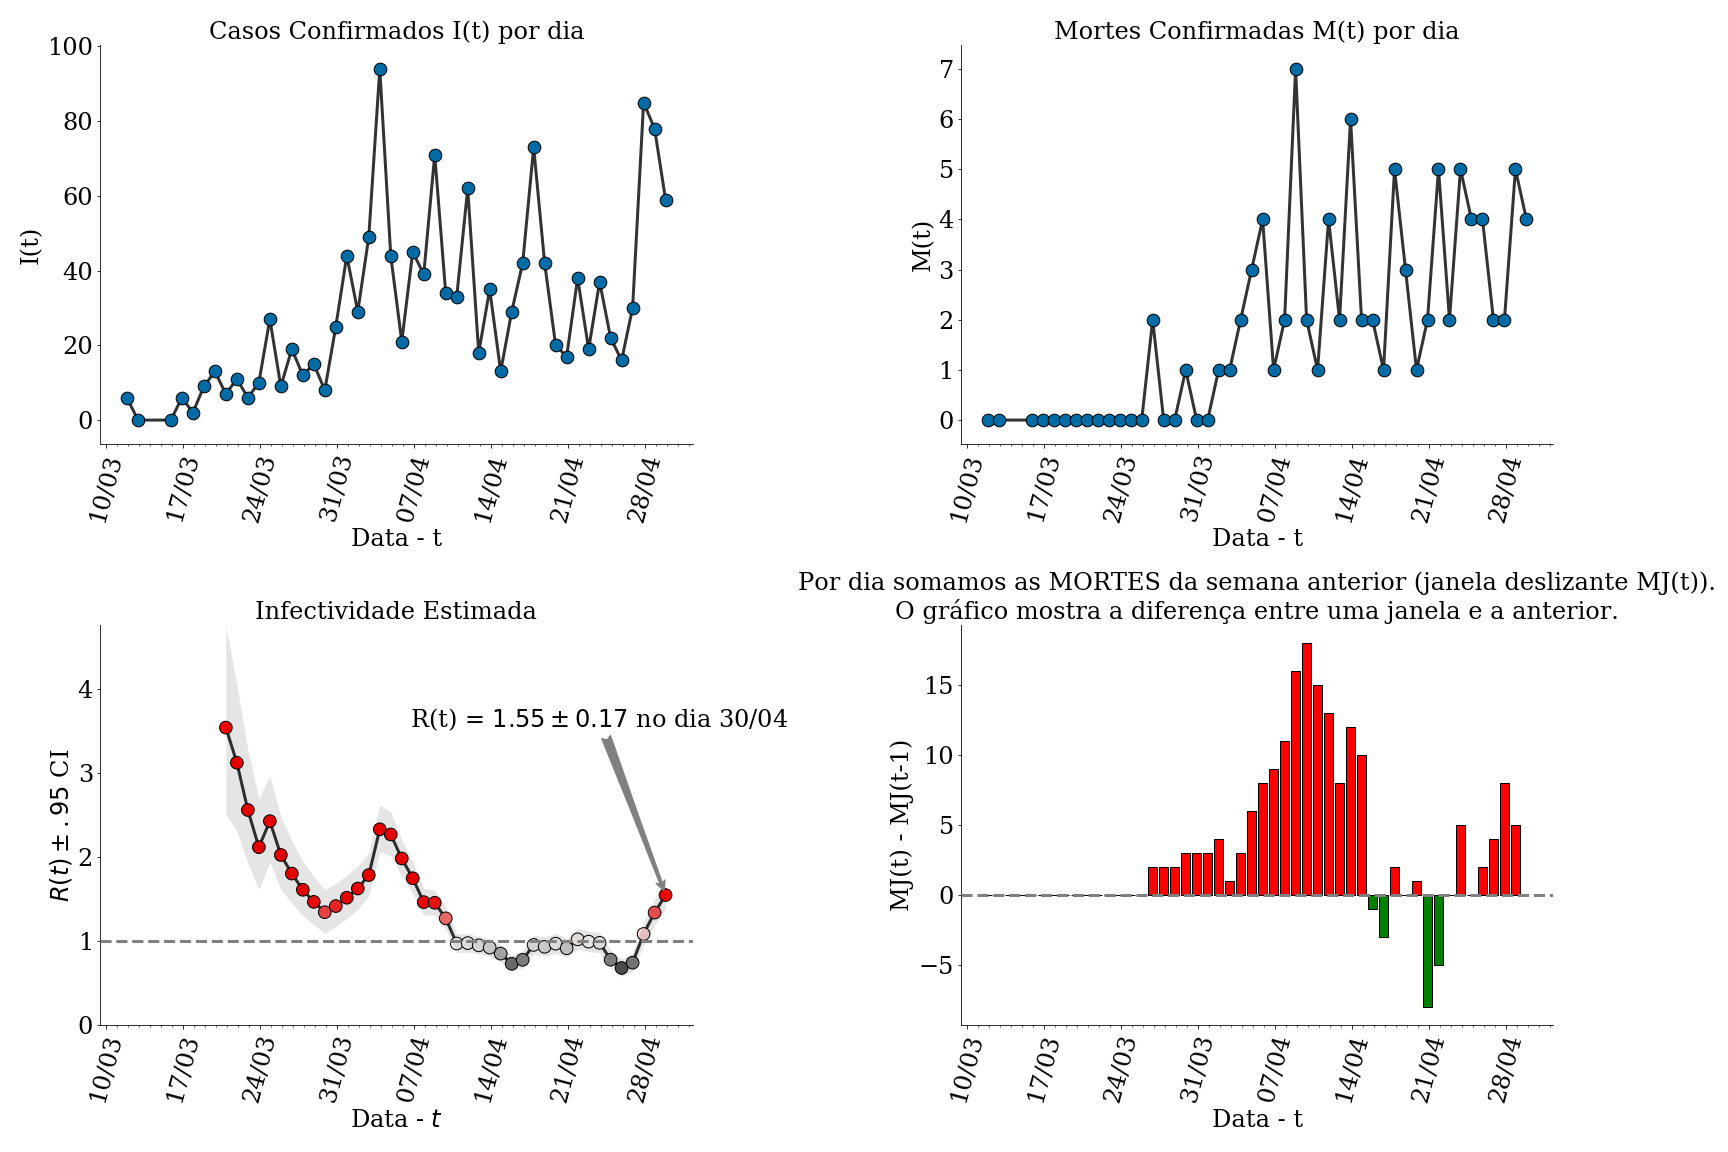 Casos Confirmados I(t) por dia
100
80
60
40
20
0
I(t)
10/03 17/03 24/03 31/03 07/04 14/04 21/04 28/04
Data - t
Mortes Confirmadas M(t) por dia
7
6
5
4
3
2
1
0
M(t)
10/03 17/03 24/03 31/03 07/04 14/04 21/04 28/04
Data - t
Infectividade Estimada
4
3
2
1
0
R(t) ± .95 CI
R(t) = 1.55 ± 0.17 no dia 30/04
10/03 17/03 24/03 31/03 07/04 14/04 21/04 28/04
Data - t
Por dia somamos as MORTES da semana anterior (janela deslizante MJ(t)).
O gráfico mostra a diferença entre uma janela e a anterior.
15
10
5
0
−5
MJ(t) - MJ(t-1)
10/03 17/03 24/03 31/03 07/04 14/04 21/04 28/04
Data - t